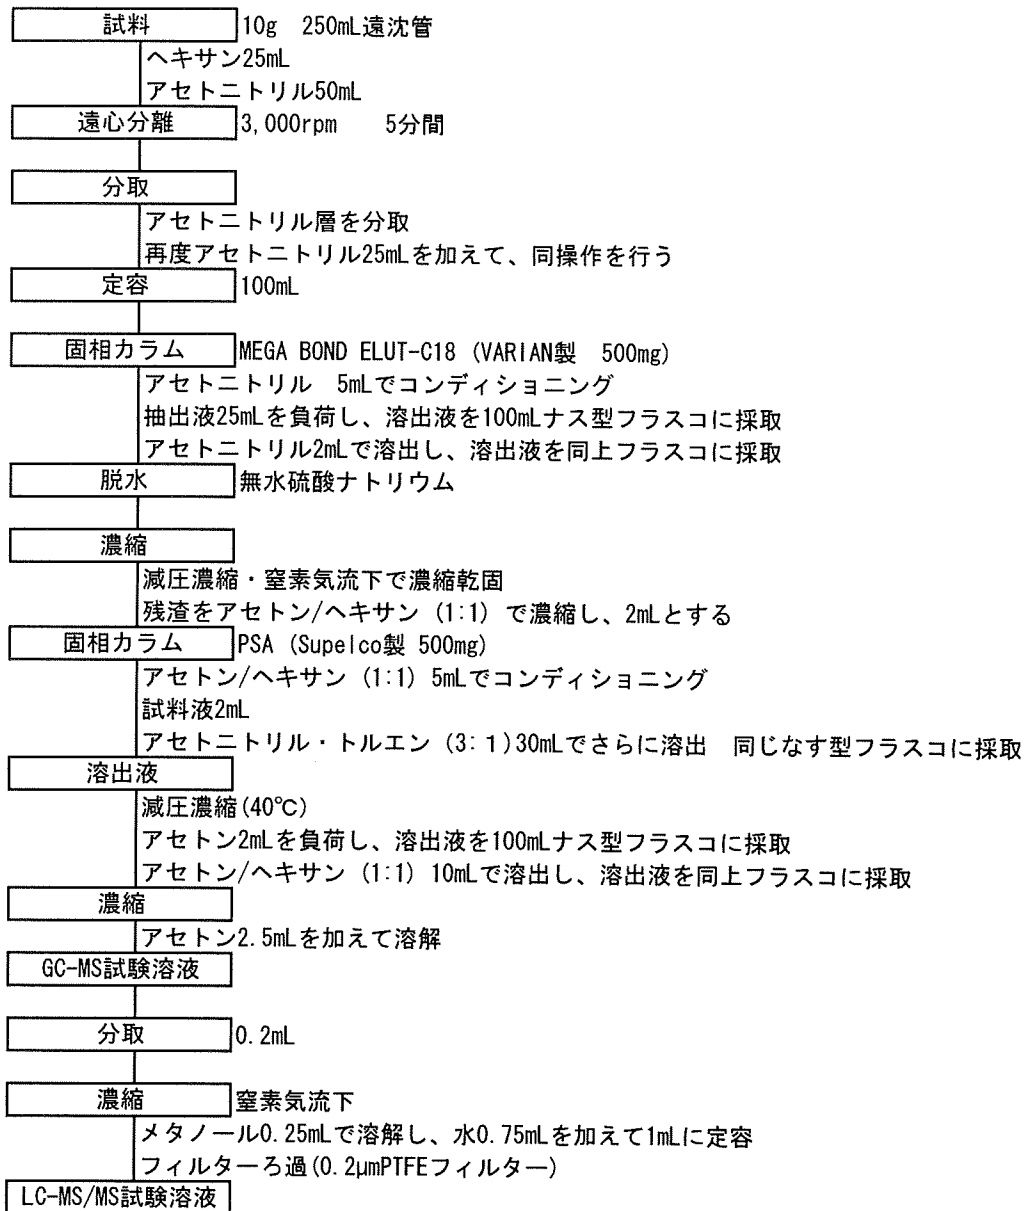 試料 10g 250mL遠沈管
ヘキサン25mL
アセトニトリル50mL
遠心分離 3,000rpm 5分間
分取
アセトニトリル層を分取
再度アセトニトリル25mLを加えて、同操作を行う
定容 100mL
固相カラム MEGA BOND ELUT-C18 (VARIAN製 500mg)
アセトニトリル 5mLでコンディショニング
抽出液25mLを負荷し、溶出液を100mLナス型フラスコに採取
アセトニトリル2mLで溶出し、溶出液を同上フラスコに採取
脱水 無水硫酸ナトリウム
濃縮
減圧濃縮・窒素気流下で濃縮乾固
残渣をアセトン/ヘキサン (1:1) で濃縮し、2mLとする
固相カラム PSA (Supelco製 500mg)
アセトン/ヘキサン (1:1) 5mLでコンディショニング
試料液2mL
アセトニトリル・トルエン (3:１)30mLでさらに溶出 同じなす型フラスコに採取
溶出液
減圧濃縮(40℃)
アセトン2mLを負荷し、溶出液を100mLナス型フラスコに採取
アセトン/ヘキサン (1:1) 10mLで溶出し、溶出液を同上フラスコに採取
濃縮
アセトン2.5mLを加えて溶解
GC-MS試験溶液
分取 0.2mL
濃縮 窒素気流下
メタノール0.25mLで溶解し、水0.75mLを加えて1mLに定容
フィルターろ過(0.2μmPTFEフィルター)
LC-MS/MS試験溶液